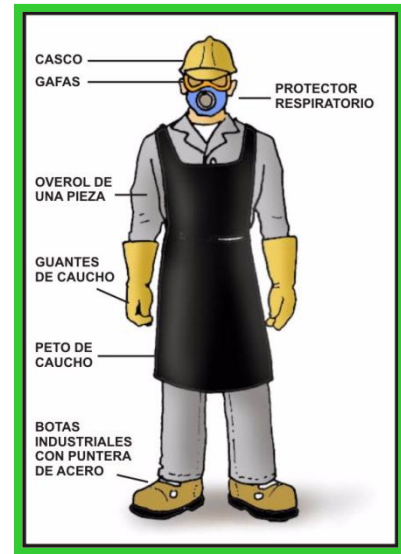 CASCO
GAFAS
PROTECTOR
RESPIRATORIO
OVEROL DE
UNA PIEZA
GUANTES
DE CAUCHO
PETO DE
CAUCHO
BOTAS
INDUSTRIALES
CON PUNTERA
DE ACERO